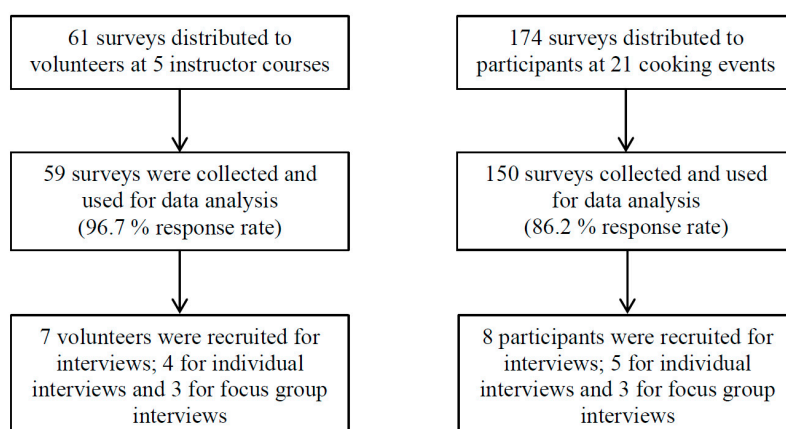 61 surveys distributed to
volunteers at 5 instructor courses
59 surveys were collected and
used for data analysis
(96.7 % response rate)
7 volunteers were recruited for
interviews; 4 for individual
interviews and 3 for focus group
interviews
174 surveys distributed to
participants at 21 cooking events
150 surveys collected and used
for data analysis
(86.2 % response rate)
8 participants were recruited for
interviews; 5 for individual
interviews and 3 for focus group
interviews